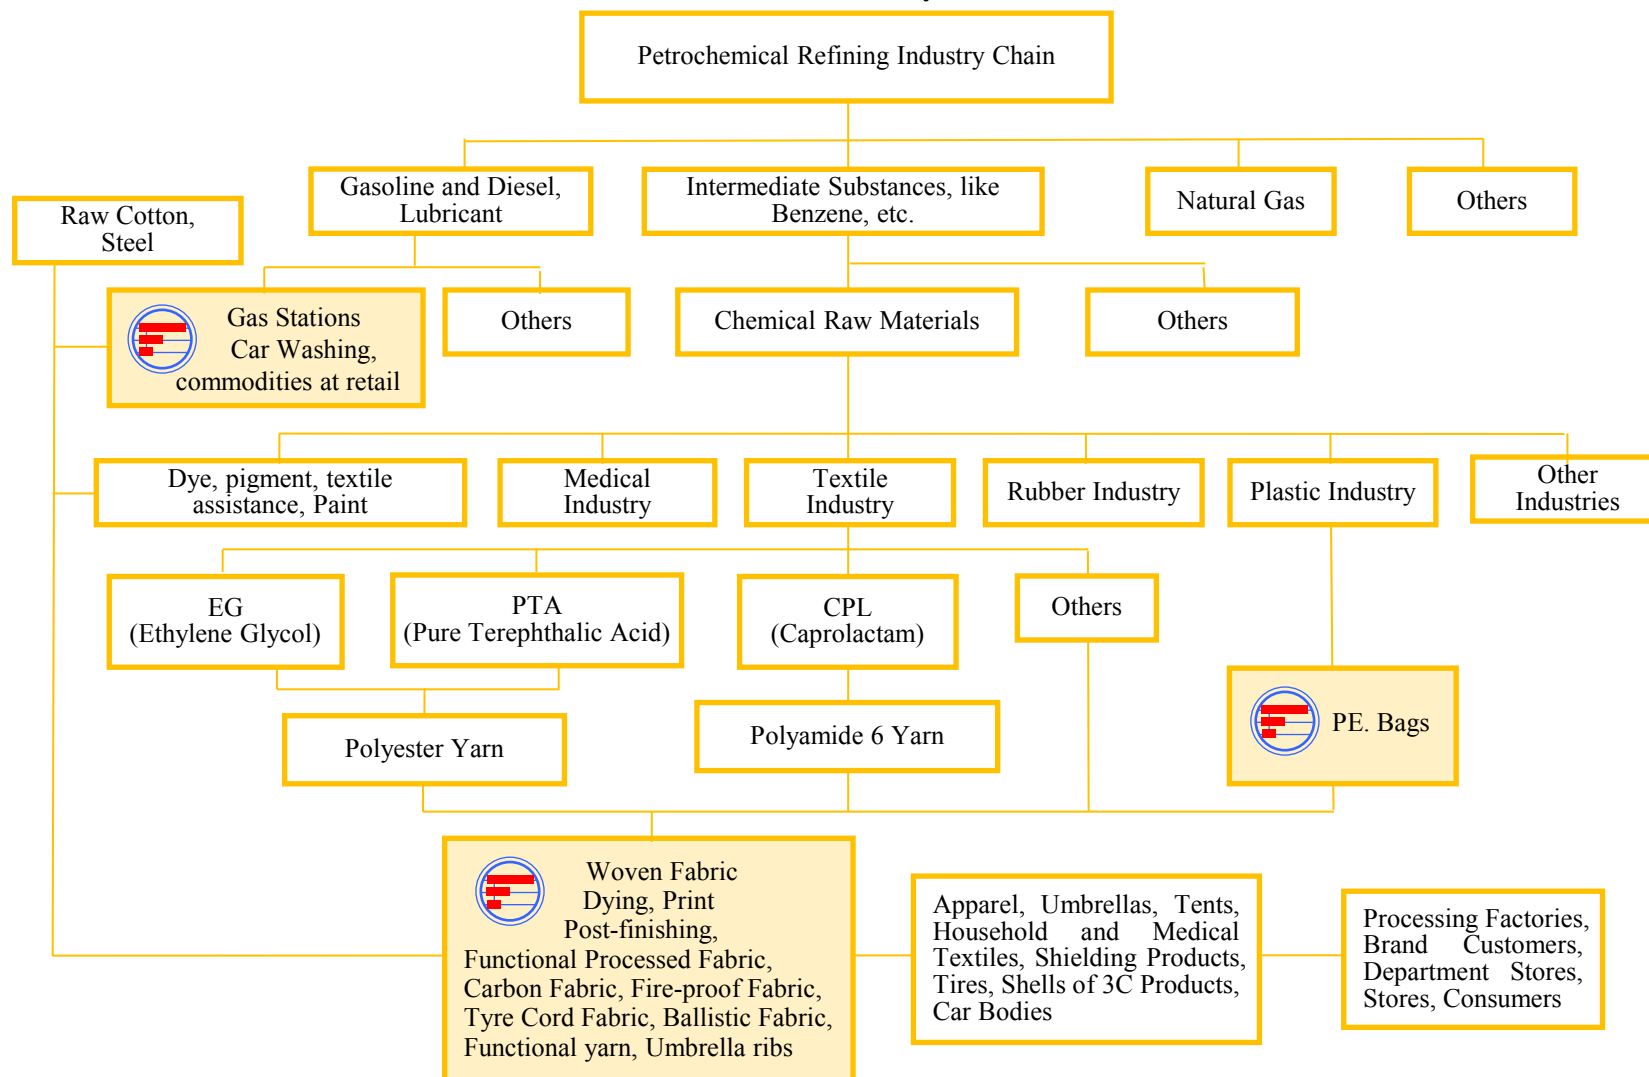 Petrochemical Refining Industry Chain
Gasoline and Diesel,
Lubricant
Intermediate Substances, like
Benzene, etc.
Natural Gas
Others
Raw Cotton,
Steel
Gas Stations
Car Washing,
commodities at retail
Others
Chemical Raw Materials
Others
Dye, pigment, textile
assistance, Paint
Medical
Industry
Textile
Industry
Rubber Industry
Plastic Industry
Other
Industries
EG
(Ethylene Glycol)
PTA
(Pure Terephthalic Acid)
CPL
(Caprolactam)
Others
Polyester Yarn
Polyamide 6 Yarn
PE. Bags
Woven Fabric
Dying, Print
Post-finishing,
Functional Processed Fabric,
Carbon Fabric, Fire-proof Fabric,
Tyre Cord Fabric, Ballistic Fabric,
Functional yarn, Umbrella ribs
Apparel, Umbrellas, Tents,
Household and Medical
Textiles, Shielding Products,
Tires, Shells of 3C Products,
Car Bodies
Processing Factories,
Brand Customers,
Department Stores,
Stores, Consumers